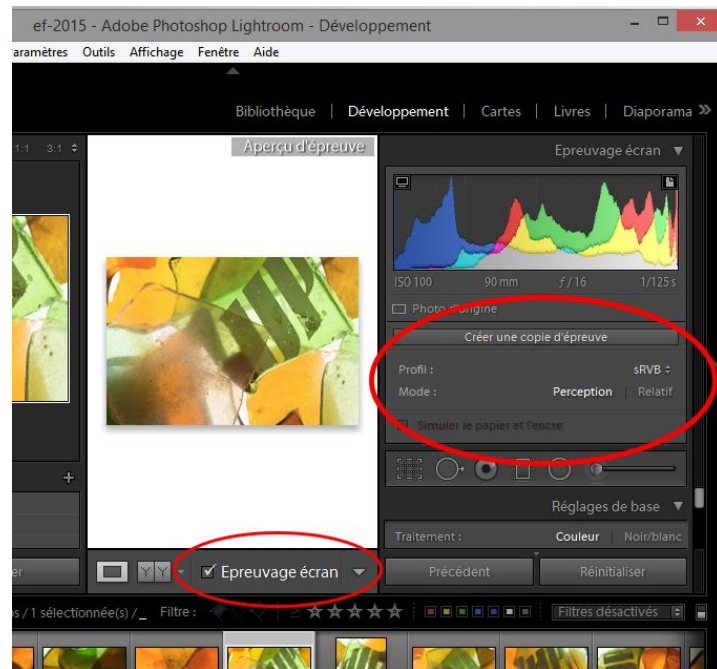 ef-2015 - Adobe Photoshop Lightroom - Développement
aramètres Outils Affichage Fenêtre Aide
Bibliothèque | Développement | Cartes | Livres | Diaporama
1:1 3:1
Aperçu d'épreuve
Epreuvage écran
ISO 100 90 mm f / 16 1/125 s
Photo d'Origine
Créer une copie d'épreuve
Profil : sRVB
Mode : Perception | Relatif
Simuler le papier et l'encre
Réglages de base
Traitement : Couleur | Noir/blanc
er
YY
Epreuvage écran
Précédent
Réinitialiser
os / 1 sélectionnée(s) /_ Filtre : Filtres désactivés